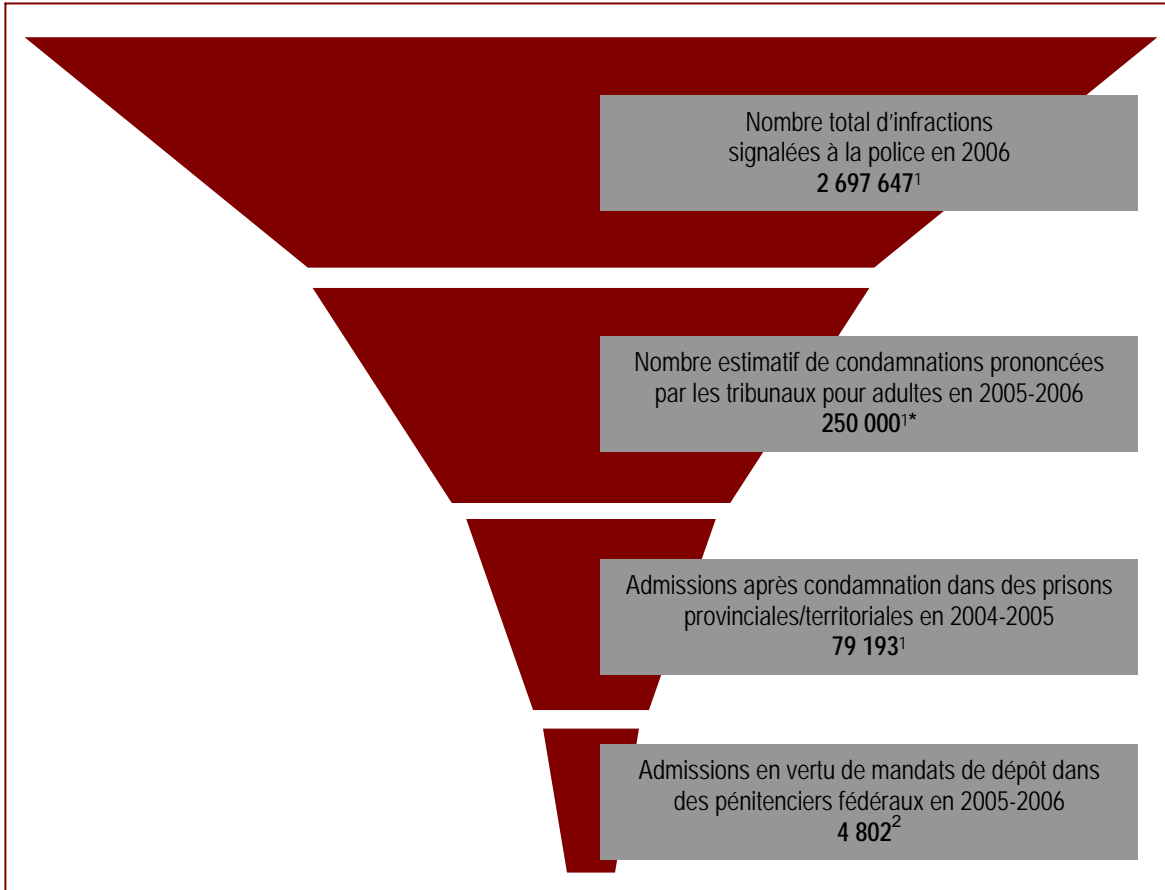 Nombre total d'infractions
signalées à la police en 2006
2 697 647¹
Nombre estimatif de condamnations prononcées
par les tribunaux pour adultes en 2005-2006
250 000¹*
Admissions après condamnation dans des prisons
provinciales/territoriales en 2004-2005
79 193¹
Admissions en vertu de mandats de dépôt dans
des pénitenciers fédéraux en 2005-2006
4 802²